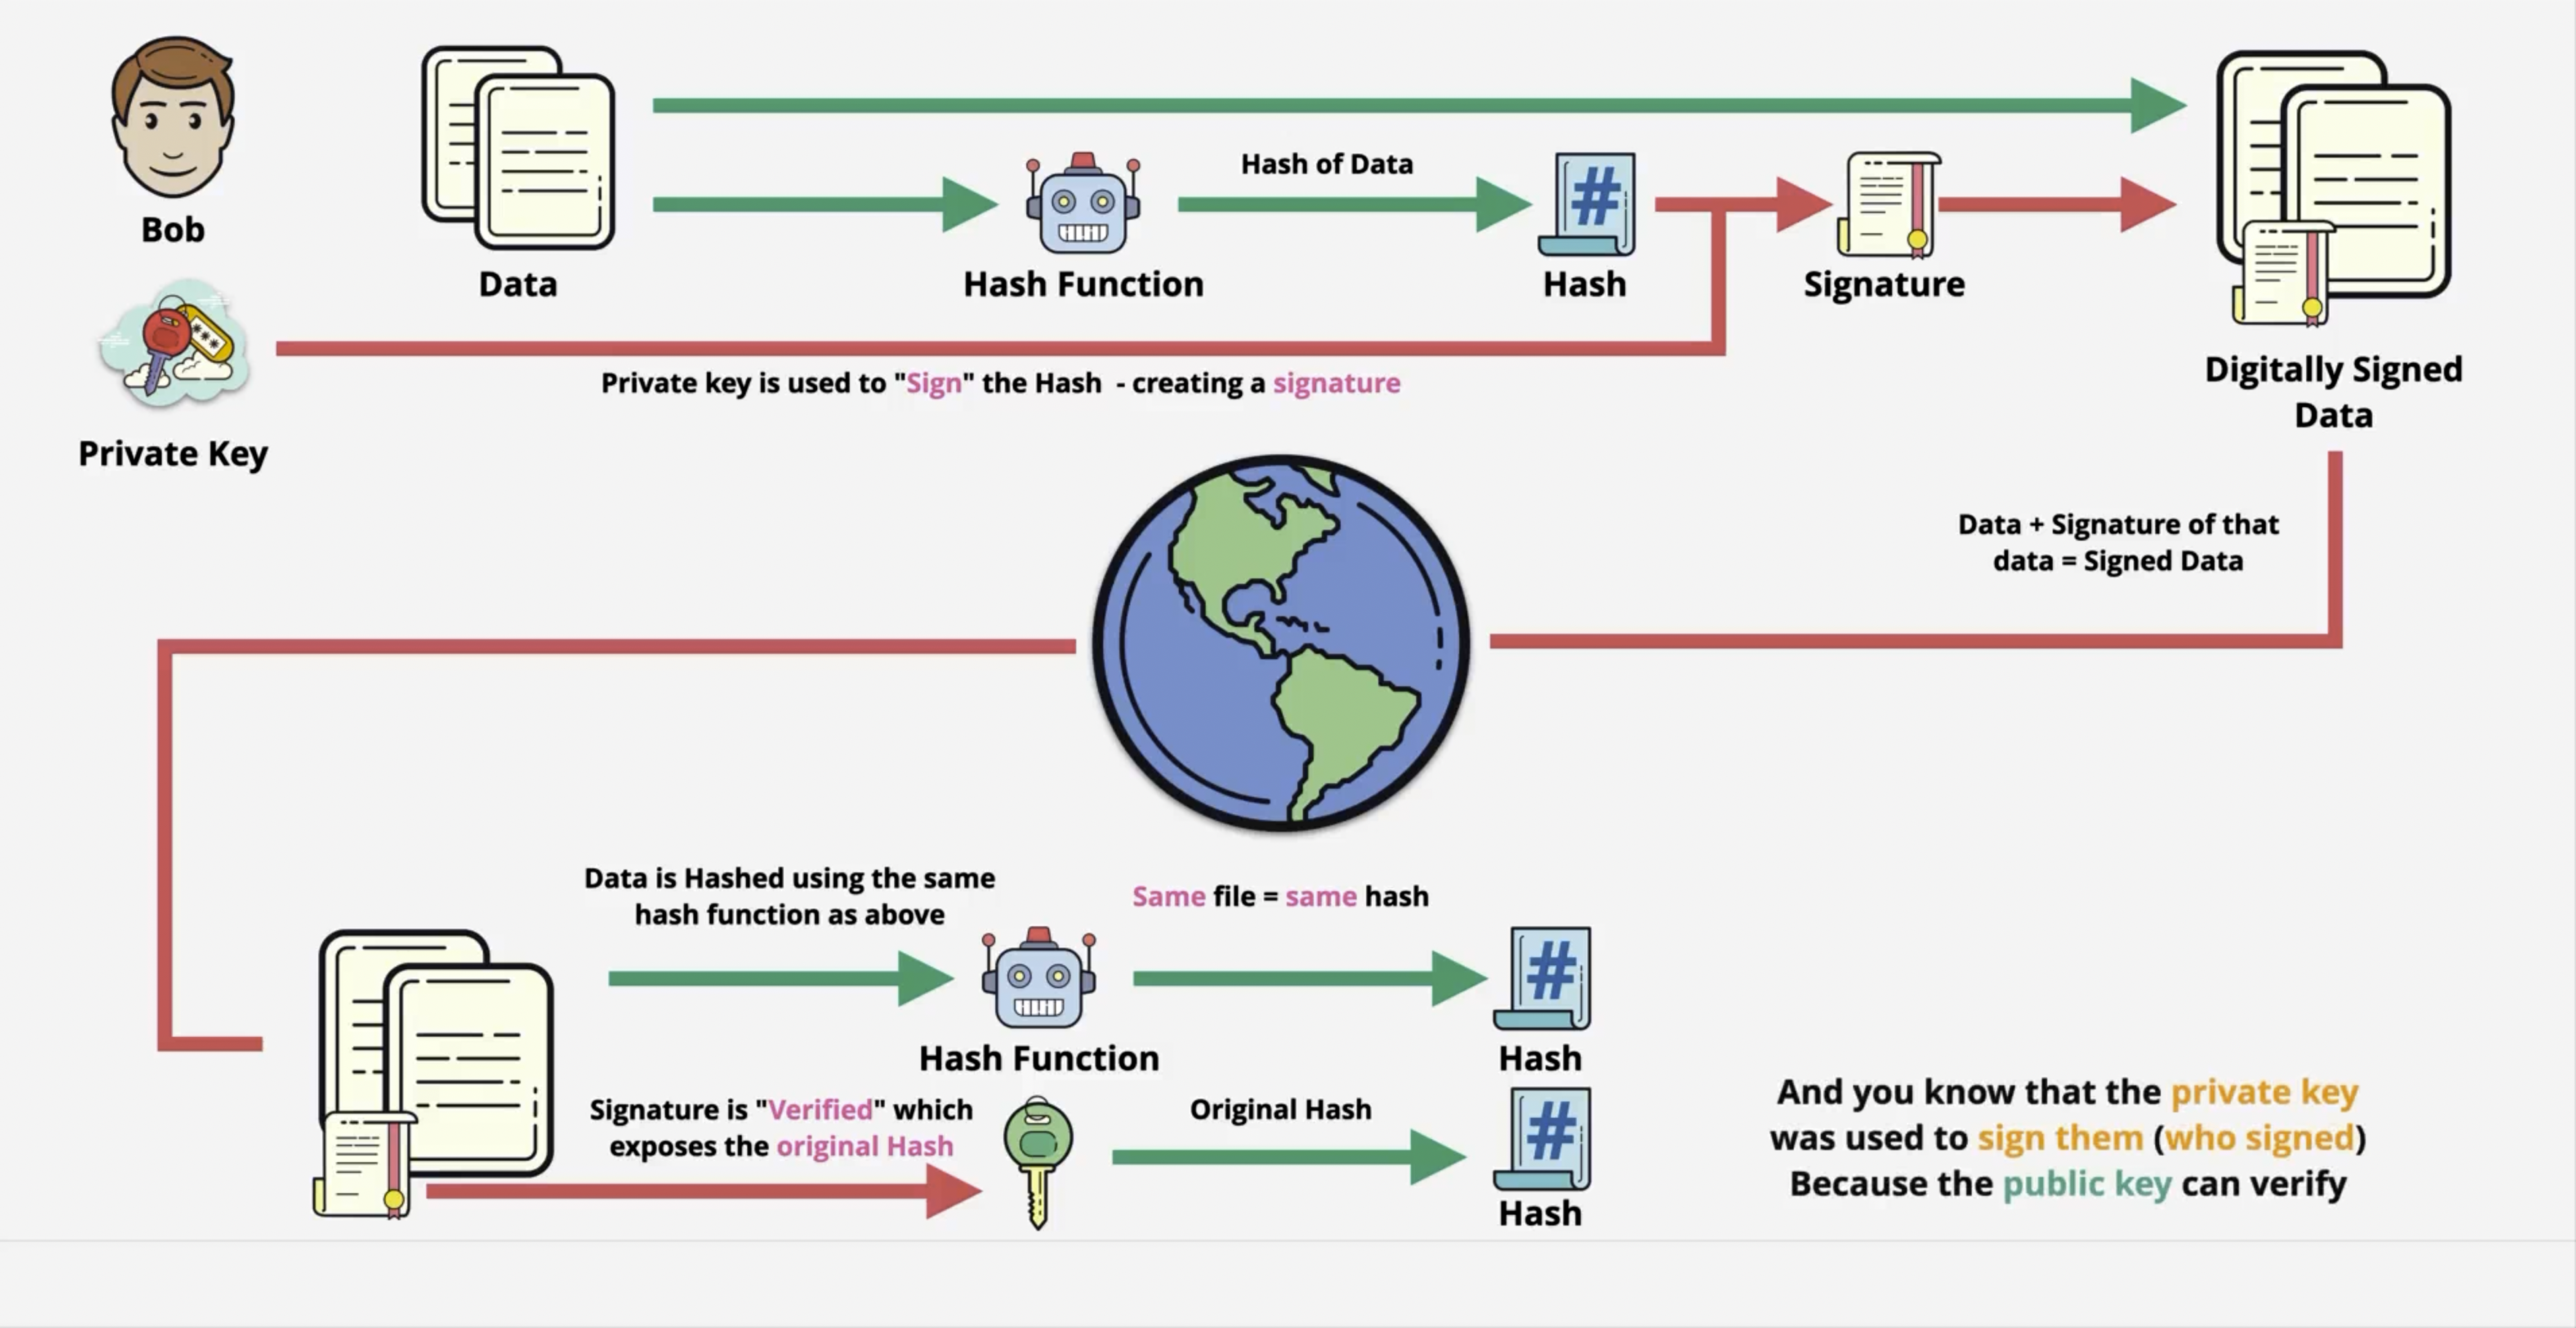 Bob
Data
Hash Function
Hash of Data
#
Hash
Signature
Private key is used to "Sign" the Hash - creating a signature
Private Key
Digitally Signed
Data
Data + Signature of that
data = Signed Data
Data is Hashed using the same
hash function as above
Same file = same hash
#
Hash Function
Hash
Signature is "Verified" which
exposes the original Hash
Original Hash
#
Hash
And you know that the private key
was used to sign them (who signed)
Because the public key can verify